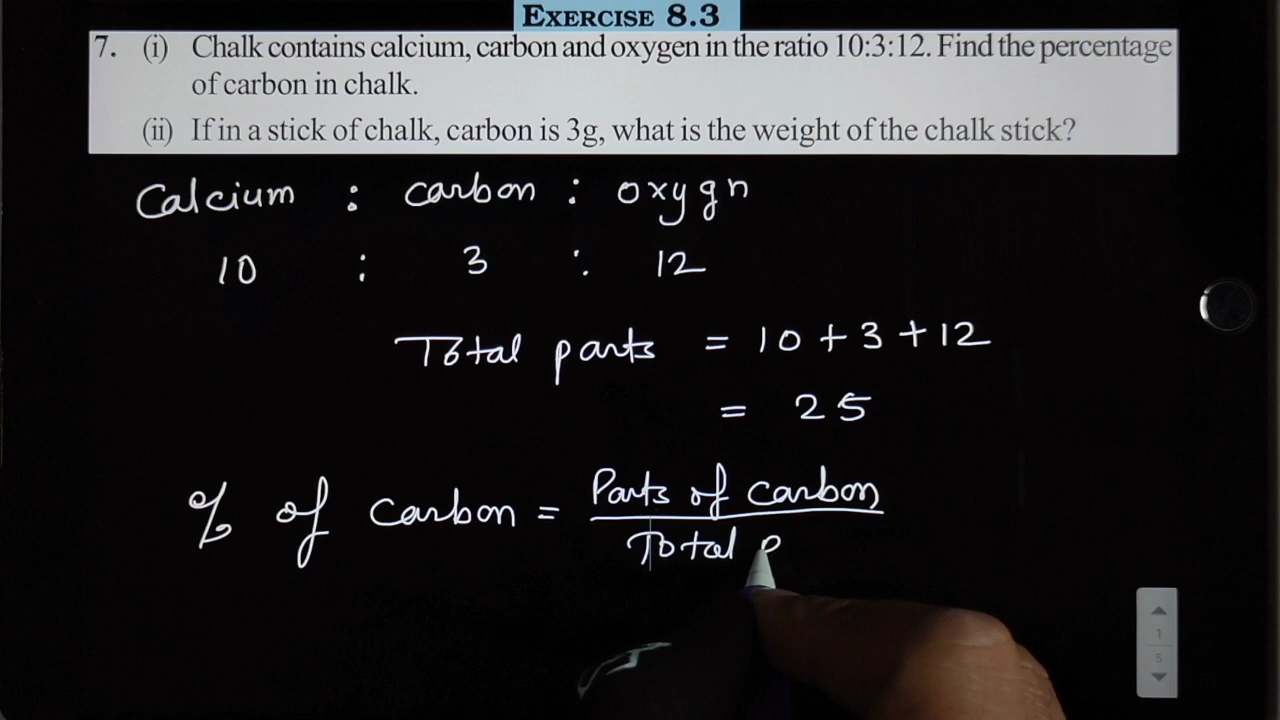 EXERCISE 8.3
7. (i) Chalk contains calcium, carbon and oxygen in the ratio 10:3:12. Find the percentage
of carbon in chalk.
(ii) If in a stick of chalk, carbon is 3g, what is the weight of the chalk stick?
Calcium : carbon : oxygn
10 : 3 : 12
Total parts = 10 + 3 + 12
= 25
% of carbon = Parts of carbon
Total P
1
5